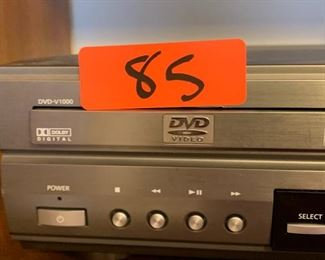 85
DVD-V1000
DVD
VIDEO
DOLBY
DIGITAL
POWER
SELECT